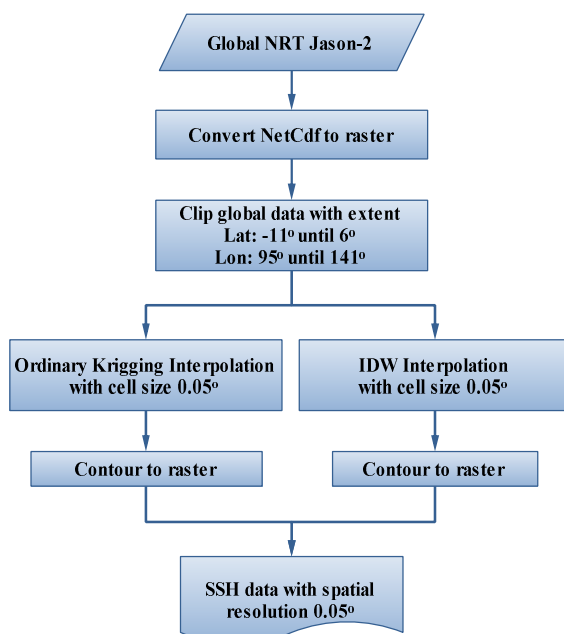 Global NRT Jason-2
Convert NetCdf to raster
Clip global data with extent
Lat: -11° until 6°
Lon: 95° until 141°
Ordinary Krigging Interpolation
with cell size 0.05°
IDW Interpolation
with cell size 0.05°
Contour to raster
Contour to raster
SSH data with spatial
resolution 0.05°